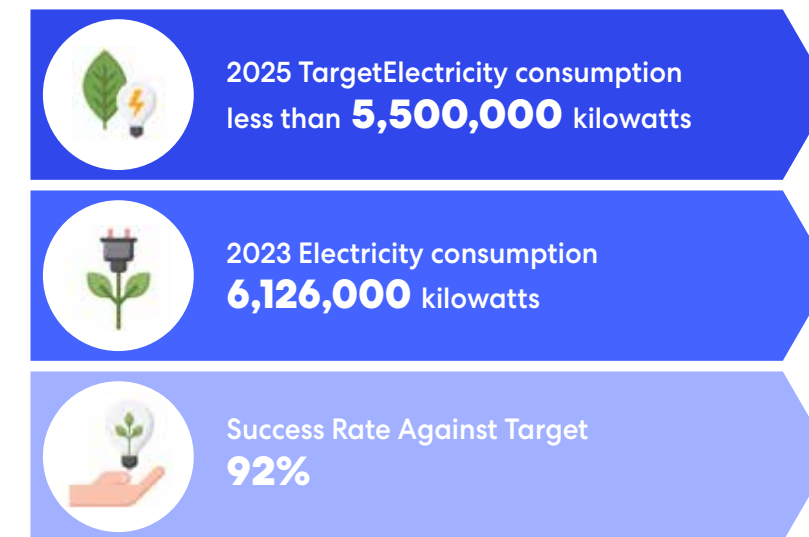 2025 TargetElectricity consumption
less than 5,500,000 kilowatts
2023 Electricity consumption
6,126,000 kilowatts
Success Rate Against Target
92%